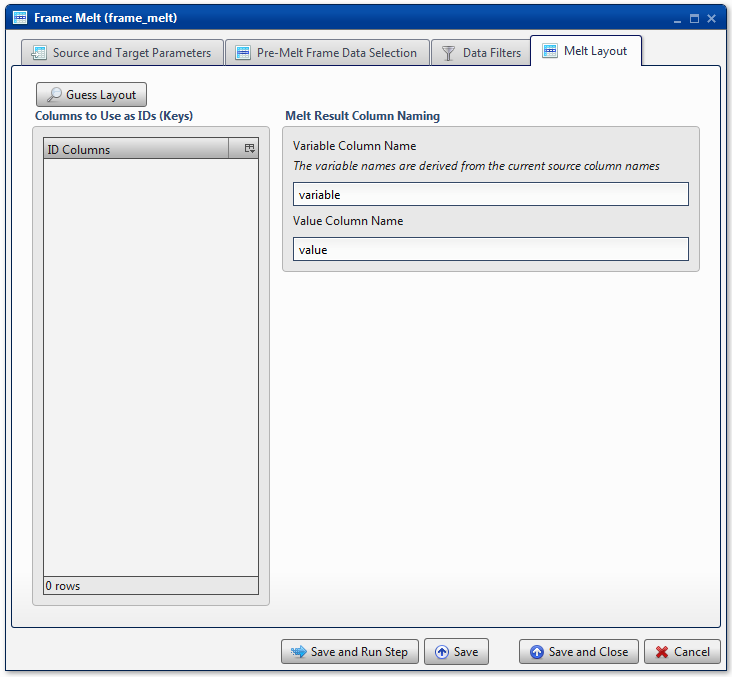 Frame: Melt (frame_melt)
Source and Target Parameters
Pre-Melt Frame Data Selection
Data Filters
Melt Layout
Guess Layout
Columns to Use as IDs (Keys)
ID Columns
0 rows
Melt Result Column Naming
Variable Column Name
The variable names are derived from the current source column names
variable
Value Column Name
value
Save and Run Step
Save
Save and Close
Cancel